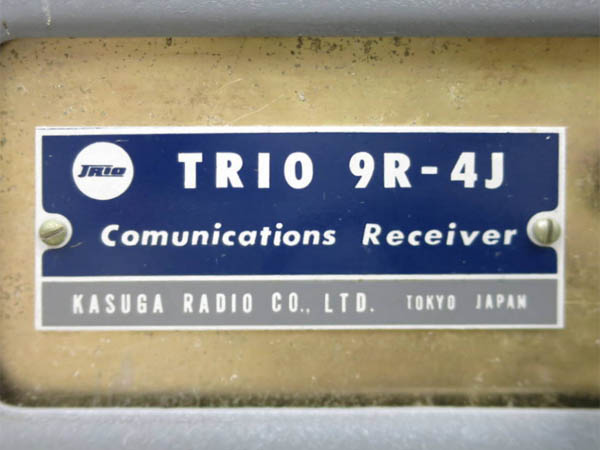 TRIO
TRIO 9R-4J
Comunications Receiver
KASUGA RADIO CO., LTD. TOKYO JAPAN